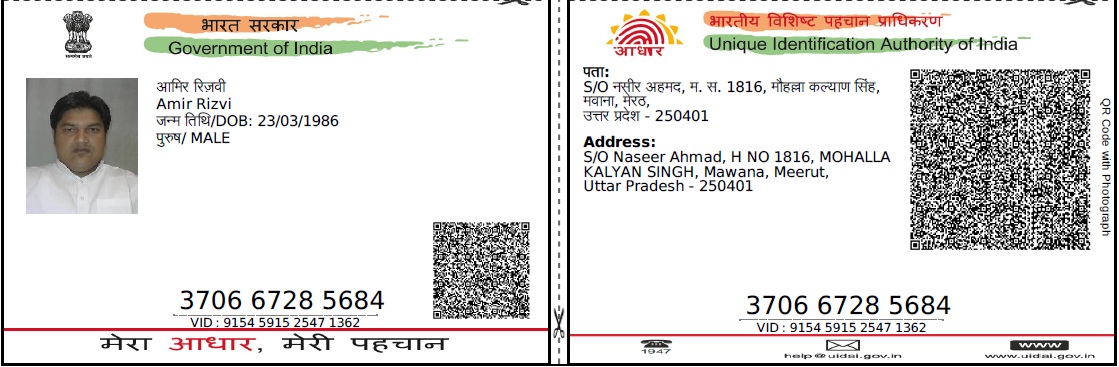 भारत सरकार
Government of India
आमिर रिज़वी
Amir Rizvi
जन्म तिथि/DOB: 23/03/1986
पुरुष/ MALE
3706 6728 5684
VID : 9154 5915 2547 1362
मेरा आधार, मेरी पहचान
भारतीय विशिष्ट पहचान प्राधिकरण
Unique Identification Authority of India
आधार
पता:
S/O नसीर अहमद, म. स. 1816, मौहल्ला कल्याण सिंह,
मवाना, मेरठ,
उत्तर प्रदेश - 250401
Address:
S/O Naseer Ahmad, H NO 1816, MOHALLA
KALYAN SINGH, Mawana, Meerut,
Uttar Pradesh - 250401
QR Code with Photograph
3706 6728 5684
VID : 9154 5915 2547 1362
1947
help@uidai.gov.in
www
www.uidai.gov.in